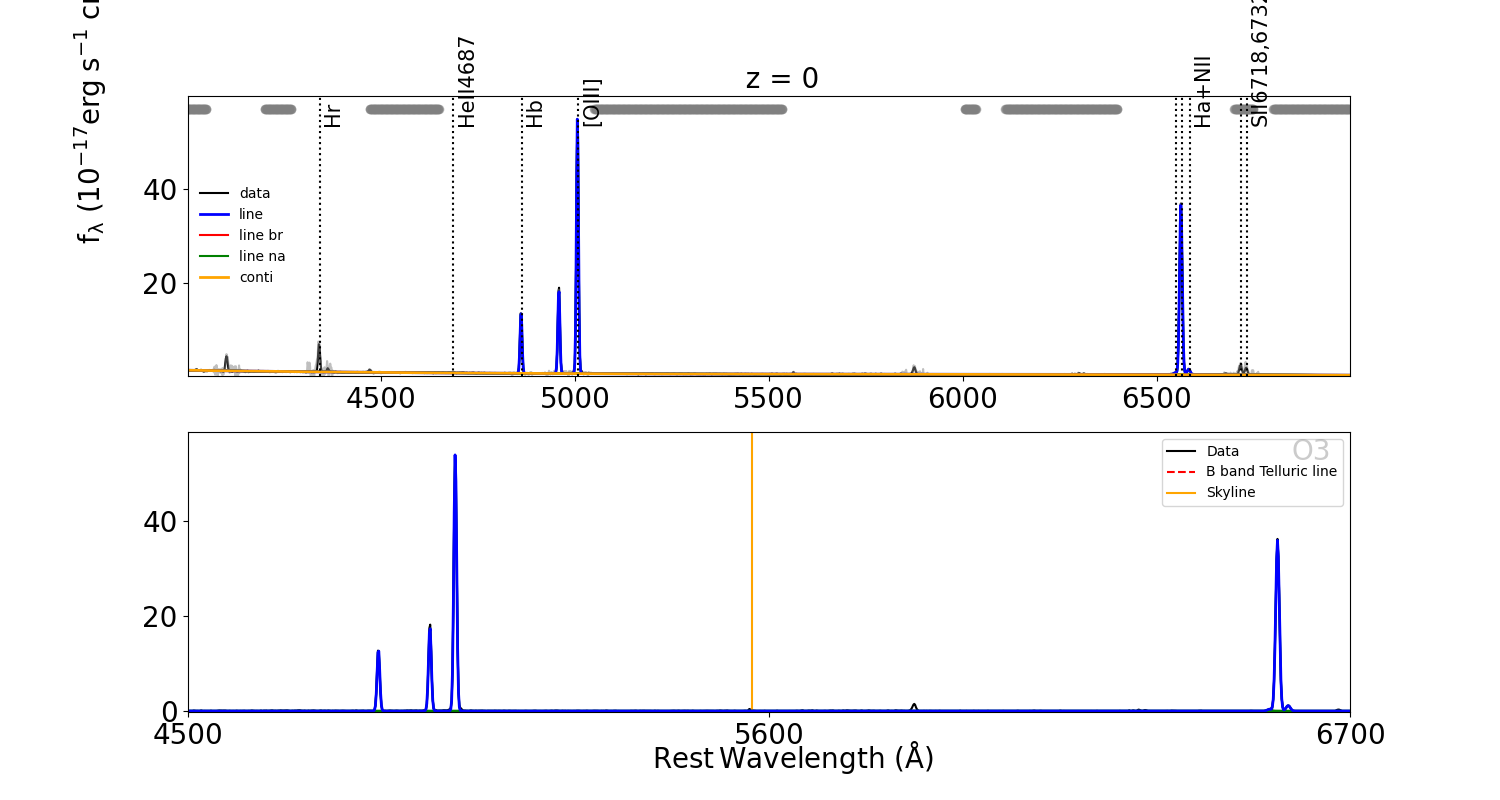 z = 0
f_λ (10^−17 erg s^−1
Hr
HeII4687
Hb
[OIII]
Ha+NII
SII6718,6732
40
20
data
line
line br
line na
conti
4500 5000 5500 6000 6500
O3
Data
B band Telluric line
Skyline
40
20
0
4500 5600 6700
Rest Wavelength (Å)